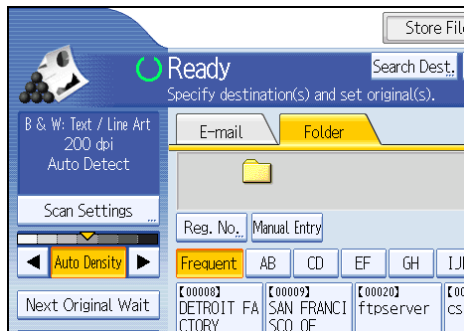 Store File
Ready
Search Dest.
Specify destination(s) and set original(s).
B & W: Text / Line Art
200 dpi
Auto Detect
E-mail
Folder
Scan Settings
Reg. No.
Manual Entry
Auto Density
Frequent
AB
CD
EF
GH
IJ
Next Original Wait
[00008]
DETROIT FA
CTORY
[00009]
SAN FRANCI
SCO OF
[00020]
ftpserver
[000
cs